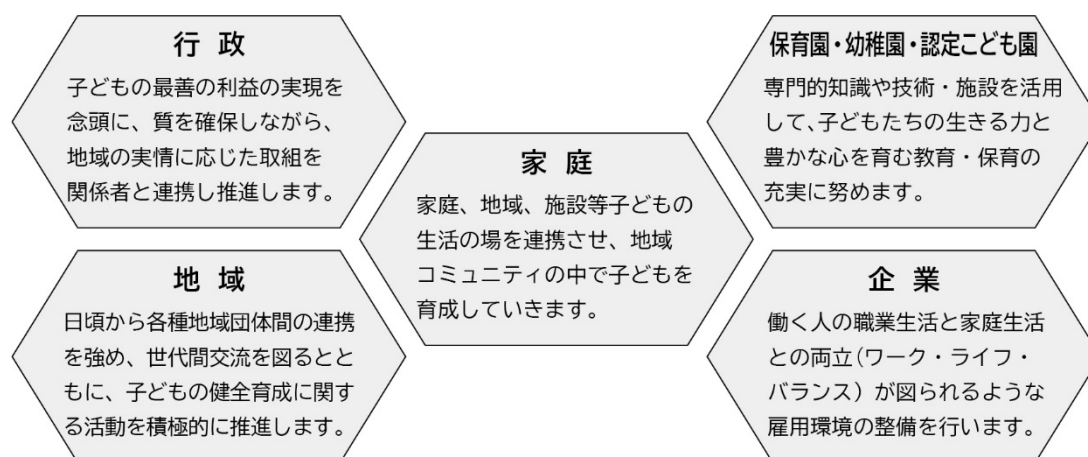 行政
子どもの最善の利益の実現を
念頭に、質を確保しながら、
地域の実情に応じた取組を
関係者と連携し推進します。
保育園・幼稚園・認定こども園
専門的知識や技術・施設を活用
して、子どもたちの生きる力と
豊かな心を育む教育・保育の
充実に努めます。
家庭
家庭、地域、施設等子どもの
生活の場を連携させ、地域
コミュニティの中で子どもを
育成していきます。
地域
日頃から各種地域団体間の連携
を強め、世代間交流を図るとと
もに、子どもの健全育成に関す
る活動を積極的に推進します。
企業
働く人の職業生活と家庭生活
との両立(ワーク・ライフ・
バランス)が図られるような
雇用環境の整備を行います。